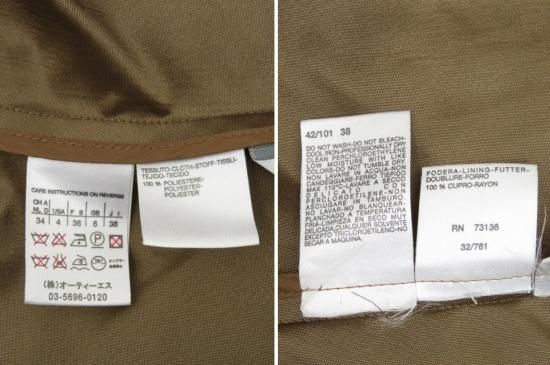 CARE INSTRUCTIONS ON REVERSE
CH A
NL D USA F B GB J I
34 4 36 6 38
(株)オーティーエス
03-5696-0120
TESSUTO-CLOTH-STOFF-TISSU-
TEJIDO-TECIDO
100 % POLIESTERE-
POLYESTER-
POLIESTER
42/101 38
DO NOT WASH-DO NOT BLEACH-
COOL IRON-PROFESSIONALLY DRY
CLEAN PERCHLOROETHYLENE
LOW MOISTURE WITH LIKE
COLORS-DO NOT TUMBLE DRY.
NON LAVARE IN ACQUA-NON
CANDEGGIARE-FERRO TIEPIDO
MAX 110°C-LAVARE A SECCO
DELICATO CON
PERCLOROETILENE-NON
ASCIUGARE A TAMBURO.
NO LAVAR-NO BLANQUEAR-
PLANCHADO A TEMPERATURA
FRIA-LIMPIEZA EN SECO MUY
DELICADA,CUALQUIER SOLVENTE
EXCEPTO TRICLOROETILENO-NO
SECAR A MAQUINA.
FODERA-LINING-FUTTER-
DOUBLURE-FORRO
100 % CUPRO-RAYON
RN 73136
32/761